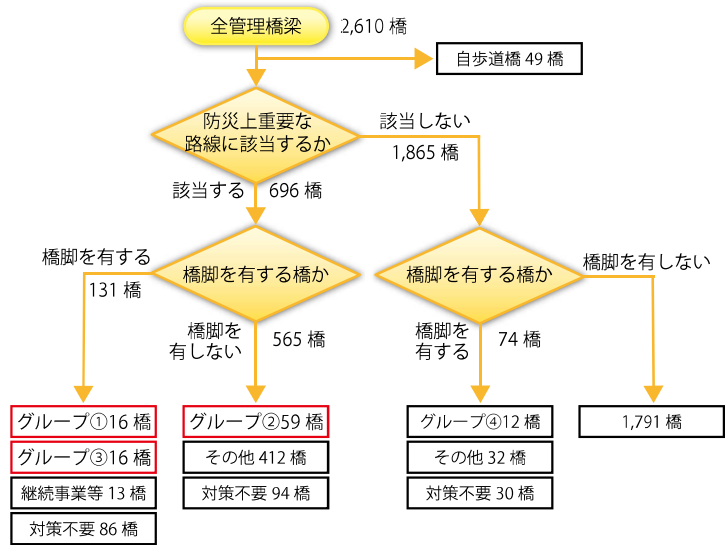 全管理橋梁
2,610 橋
自歩道橋 49 橋
防災上重要な
路線に該当するか
該当しない
1,865 橋
該当する
696 橋
橋脚を有する
131 橋
橋脚を有する橋か
橋脚を有する橋か
橋脚を有しない
橋脚を
有しない
565 橋
橋脚を
有する
74 橋
グループ①16 橋
グループ③16 橋
継続事業等 13 橋
対策不要 86 橋
グループ②59 橋
その他 412 橋
対策不要 94 橋
グループ④12 橋
その他 32 橋
対策不要 30 橋
1,791 橋